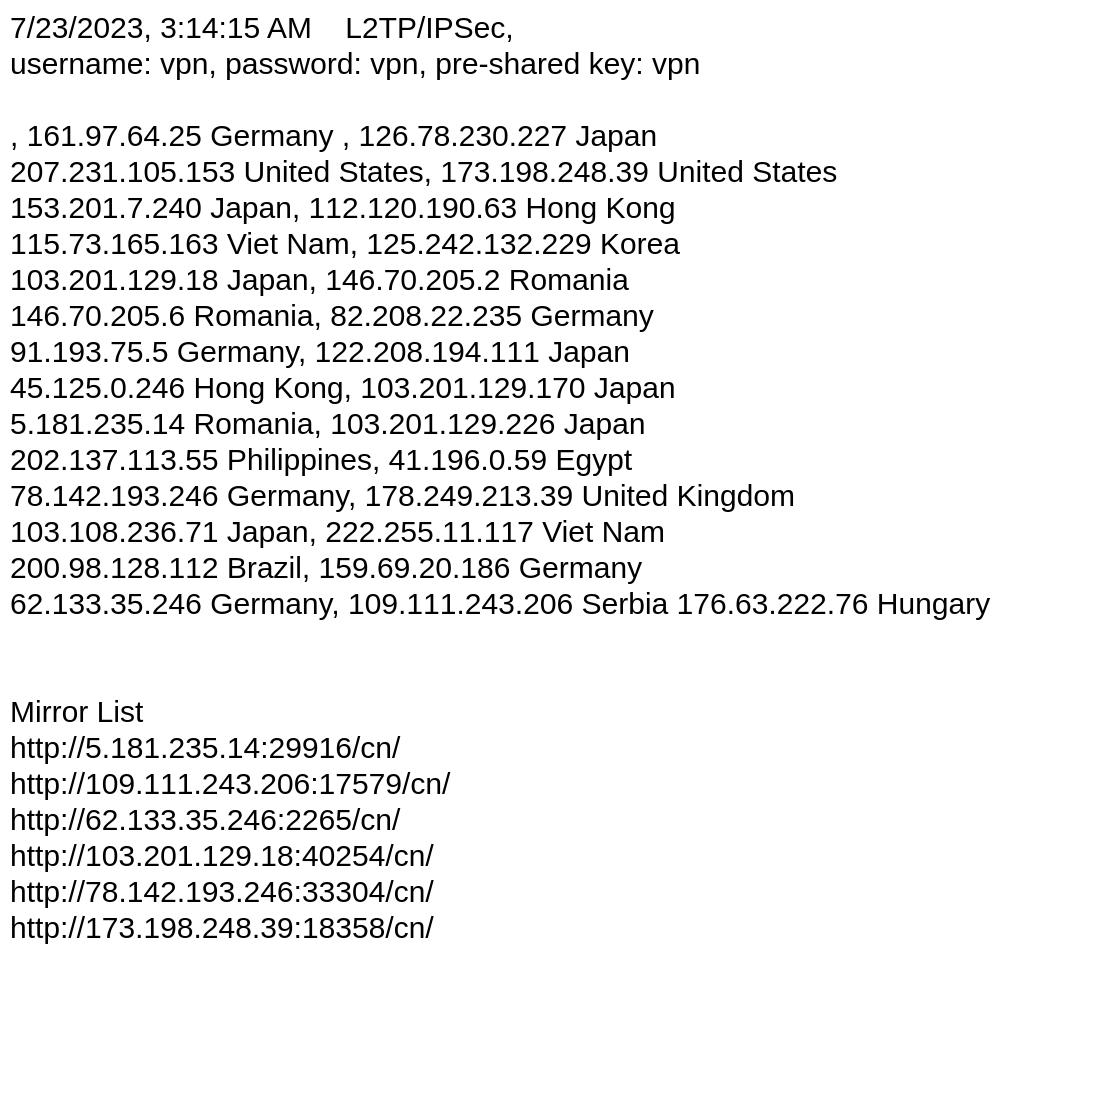 7/23/2023, 3:14:15 AM    L2TP/IPSec,
username: vpn, password: vpn, pre-shared key: vpn
, 161.97.64.25 Germany , 126.78.230.227 Japan
207.231.105.153 United States, 173.198.248.39 United States
153.201.7.240 Japan, 112.120.190.63 Hong Kong
115.73.165.163 Viet Nam, 125.242.132.229 Korea
103.201.129.18 Japan, 146.70.205.2 Romania
146.70.205.6 Romania, 82.208.22.235 Germany
91.193.75.5 Germany, 122.208.194.111 Japan
45.125.0.246 Hong Kong, 103.201.129.170 Japan
5.181.235.14 Romania, 103.201.129.226 Japan
202.137.113.55 Philippines, 41.196.0.59 Egypt
78.142.193.246 Germany, 178.249.213.39 United Kingdom
103.108.236.71 Japan, 222.255.11.117 Viet Nam
200.98.128.112 Brazil, 159.69.20.186 Germany
62.133.35.246 Germany, 109.111.243.206 Serbia 176.63.222.76 Hungary
Mirror List
http://5.181.235.14:29916/cn/
http://109.111.243.206:17579/cn/
http://62.133.35.246:2265/cn/
http://103.201.129.18:40254/cn/
http://78.142.193.246:33304/cn/
http://173.198.248.39:18358/cn/